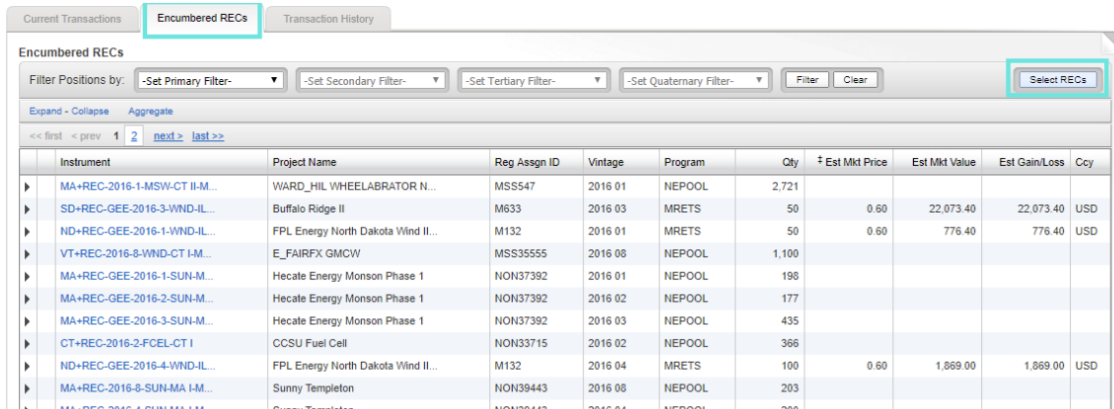 Current Transactions Encumbered RECs Transaction History
Encumbered RECs
Filter Positions by: -Set Primary Filter- -Set Secondary Filter- -Set Tertiary Filter- -Set Quaternary Filter- Filter Clear Select RECs
Expand - Collapse Aggregate
<< first < prev 1 2 next > last >>
Instrument Project Name Reg Assgn ID Vintage Program Qty ‡ Est Mkt Price Est Mkt Value Est Gain/Loss Ccy
MA+REC-2016-1-MSW-CT II-M... WARD_HIL WHEELABRATOR N... MSS547 2016 01 NEPOOL 2,721
SD+REC-GEE-2016-3-WND-IL... Buffalo Ridge II M633 2016 03 MRETS 50 0.60 22,073.40 22,073.40 USD
ND+REC-GEE-2016-1-WND-IL... FPL Energy North Dakota Wind II... M132 2016 01 MRETS 50 0.60 776.40 776.40 USD
VT+REC-2016-8-WND-CT I-M... E_FAIRFX GMCW MSS35555 2016 08 NEPOOL 1,100
MA+REC-GEE-2016-1-SUN-M... Hecate Energy Monson Phase 1 NON37392 2016 01 NEPOOL 198
MA+REC-GEE-2016-2-SUN-M... Hecate Energy Monson Phase 1 NON37392 2016 02 NEPOOL 177
MA+REC-GEE-2016-3-SUN-M... Hecate Energy Monson Phase 1 NON37392 2016 03 NEPOOL 435
CT+REC-2016-2-FCEL-CT I CCSU Fuel Cell NON33715 2016 02 NEPOOL 366
ND+REC-GEE-2016-4-WND-IL... FPL Energy North Dakota Wind II... M132 2016 04 MRETS 100 0.60 1,869.00 1,869.00 USD
MA+REC-2016-8-SUN-MA I-M... Sunny Templeton NON39443 2016 08 NEPOOL 203